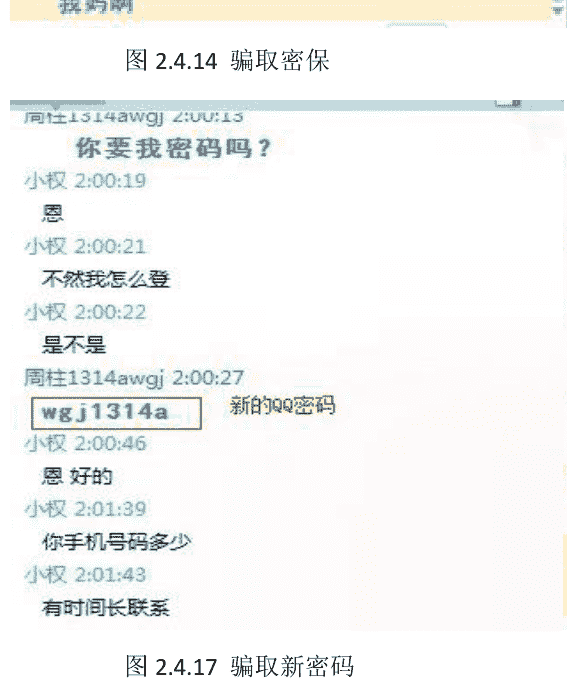 我妈啊
图 2.4.14 骗取密保
周柱1314awgj 2:00:13
你要我密码吗？
小权 2:00:19
恩
小权 2:00:21
不然我怎么登
小权 2:00:22
是不是
周柱1314awgj 2:00:27
wgj1314a 新的QQ密码
小权 2:00:46
恩 好的
小权 2:01:39
你手机号码多少
小权 2:01:43
有时间长联系
图 2.4.17 骗取新密码